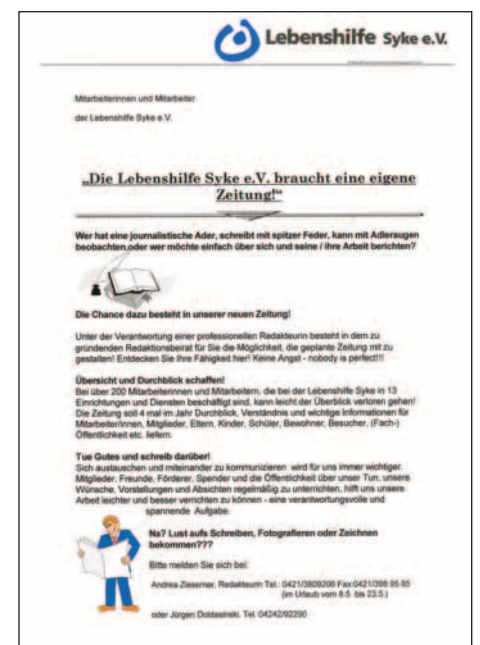 Lebenshilfe Syke e.V.
Mitarbeiterinnen und Mitarbeiter
der Lebenshilfe Syke e.V.
„Die Lebenshilfe Syke e.V. braucht eine eigene
Zeitung!“
Wer hat eine journalistische Ader, schreibt mit spitzer Feder, kann mit Adleraugen
beobachten,oder wer möchte einfach über sich und seine / ihre Arbeit berichten?
Die Chance dazu besteht in unserer neuen Zeitung!
Unter der Verantwortung einer professionellen Redakteurin besteht in dem zu
gründenden Redaktionsbeirat für Sie die Möglichkeit, die geplante Zeitung mit zu
gestalten! Entdecken Sie Ihre Fähigkeit hier! Keine Angst - nobody is perfect!!!
Übersicht und Durchblick schaffen!
Bei über 200 Mitarbeiterinnen und Mitarbeitern, die bei der Lebenshilfe Syke in 13
Einrichtungen und Diensten beschäftigt sind, kann leicht der Überblick verloren gehen!
Die Zeitung soll 4 mal im Jahr Durchblick, Verständnis und wichtige Informationen für
Mitarbeiter/innen, Mitglieder, Eltern, Kinder, Schüler, Bewohner, Besucher, (Fach-)
Öffentlichkeit etc. liefern.
Tue Gutes und schreib darüber!
Sich austauschen und miteinander zu kommunizieren wird für uns immer wichtiger.
Mitglieder, Freunde, Förderer, Spender und die Öffentlichkeit über unser Tun, unsere
Wünsche, Vorstellungen und Absichten regelmäßig zu unterrichten, hilft uns unsere
Arbeit leichter und besser verrichten zu können - eine verantwortungsvolle und
spannende Aufgabe.
Na? Lust aufs Schreiben, Fotografieren oder Zeichnen
bekommen???
Bitte melden Sie sich bei:
Andrea Ziesemer, Redakteurin Tel.: 0421/3809206 Fax:0421/398 95 85
(im Urlaub vom 8.5. bis 23.5.)
oder Jürgen Doldasinski, Tel. 04242/92290